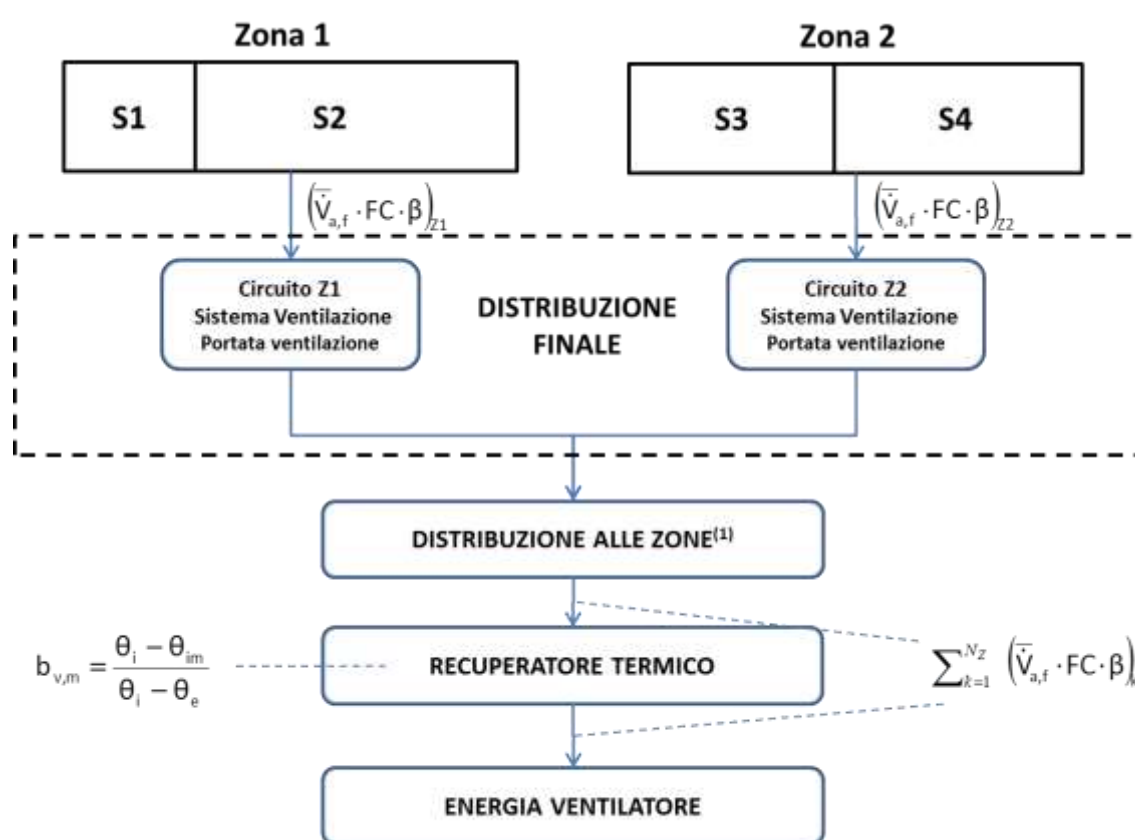 Zona 1
Zona 2
S1
S2
S3
S4
(V̇̅a,f · FC · β)Z1
(V̇̅a,f · FC · β)Z2
Circuito Z1
Sistema Ventilazione
Portata ventilazione
DISTRIBUZIONE
FINALE
Circuito Z2
Sistema Ventilazione
Portata ventilazione
DISTRIBUZIONE ALLE ZONE(1)
RECUPERATORE TERMICO
bv,m = (θi − θim) / (θi − θe)
∑k=1NZ (V̇̅a,f · FC · β)
ENERGIA VENTILATORE